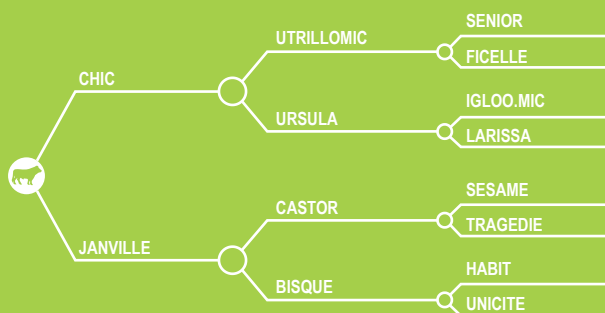 SENIOR
UTRILLOMIC
FICELLE
CHIC
IGLOO.MIC
URSULA
LARISSA
SESAME
CASTOR
TRAGEDIE
JANVILLE
HABIT
BISQUE
UNICITE